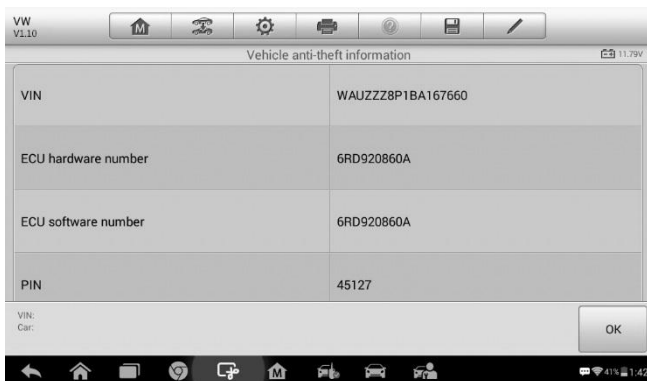 VW
V1.10
Vehicle anti-theft information
11.79V
VIN WAUZZZ8P1BA167660
ECU hardware number 6RD920860A
ECU software number 6RD920860A
PIN 45127
VIN:
Car:
OK
41% 1:42